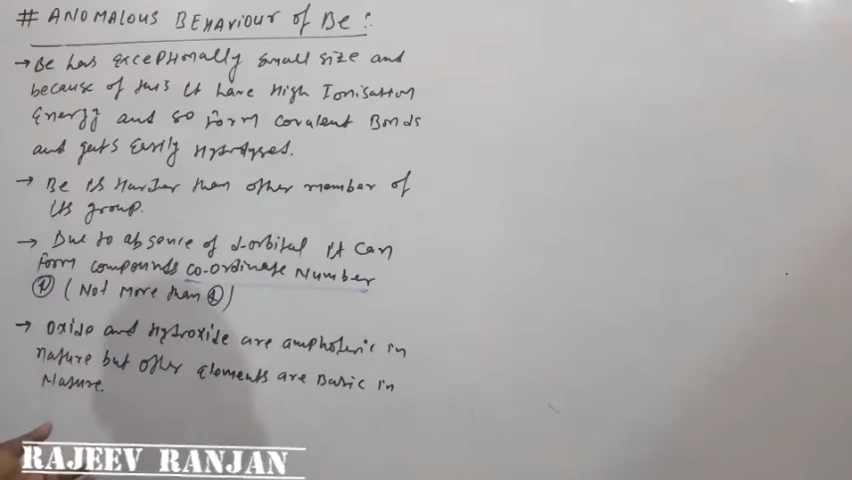 # ANOMALOUS BEHAVIOUR of Be :
→ Be has exceptionally small size and
because of this it have High Ionisation
Energy and so form covalent Bonds
and gets Easily Hydrolysed.
→ Be is Harder than other member of
its group.
→ Due to absence of d-orbital it can
form compounds co-ordinate Number
(Not More than
→ Oxide and Hydroxide are amphoteric in
nature but other elements are Basic in
Nature.
RAJEEV RANJAN